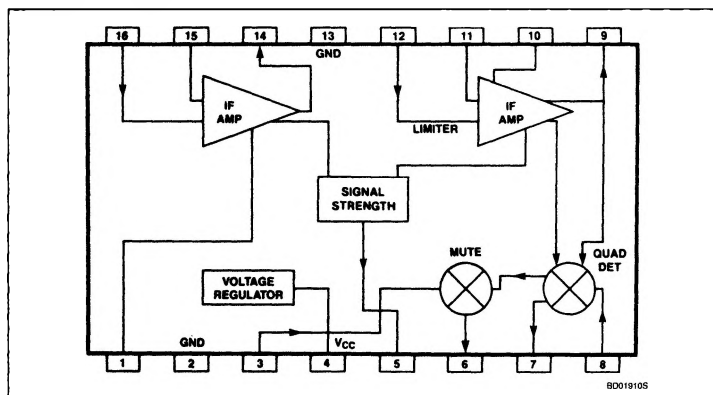 16 15 14 13 12 11 10 9
GND
IF
AMP
IF
AMP
LIMITER
SIGNAL
STRENGTH
MUTE
QUAD
DET
VOLTAGE
REGULATOR
GND
VCC
1 2 3 4 5 6 7 8
BD01910S